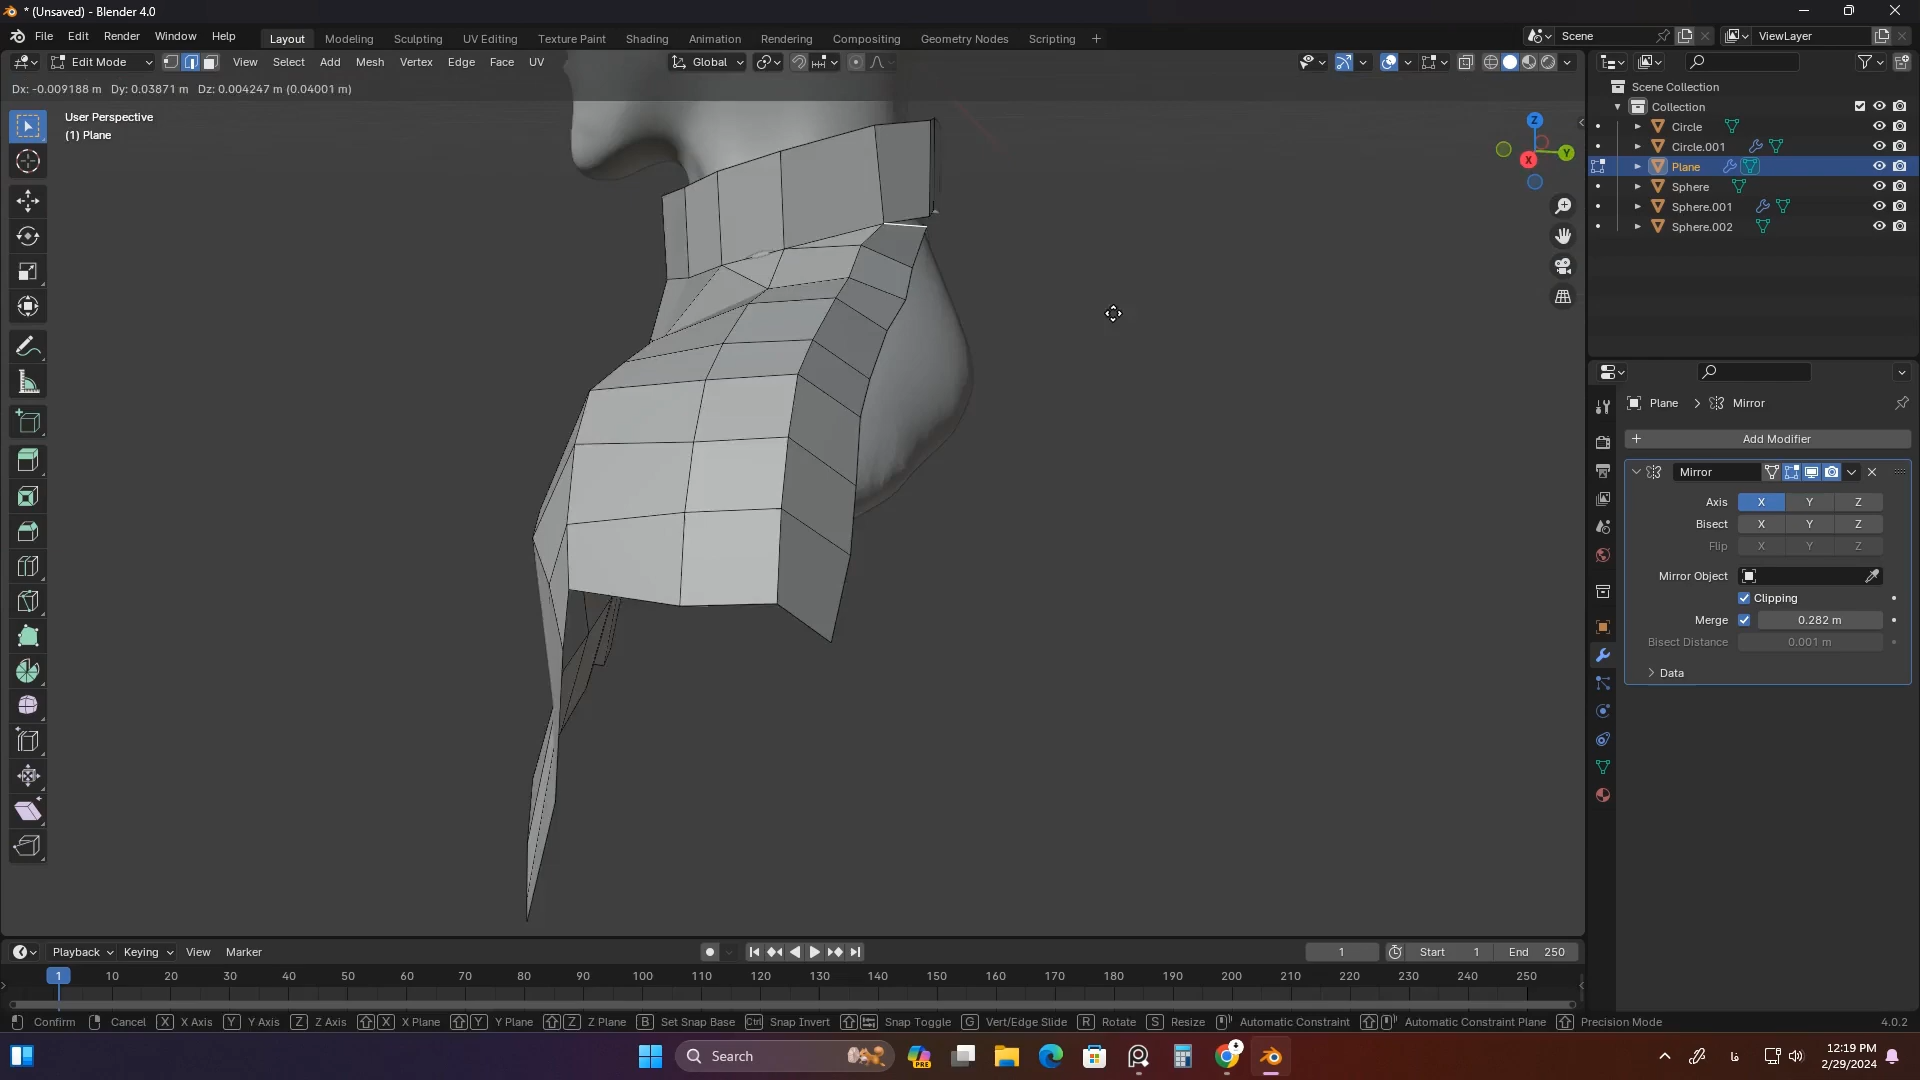 * (Unsaved) - Blender 4.0
File Edit Render Window Help
Layout Modeling Sculpting UV Editing Texture Paint Shading Animation Rendering Compositing Geometry Nodes Scripting +
Scene
ViewLayer
Edit Mode View Select Add Mesh Vertex Edge Face UV
Global
Dx: -0.009188 m Dy: 0.03871 m Dz: 0.004247 m (0.04001 m)
User Perspective
(1) Plane
Z
Y
X
Scene Collection
Collection
Circle
Circle.001
Plane
Sphere
Sphere.001
Sphere.002
Plane > Mirror
+ Add Modifier
Mirror
Axis X Y Z
Bisect X Y Z
Flip X Y Z
Mirror Object
Clipping
Merge 0.282 m
Bisect Distance 0.001 m
Data
Playback Keying View Marker
1 Start 1 End 250
1 10 20 30 40 50 60 70 80 90 100 110 120 130 140 150 160 170 180 190 200 210 220 230 240 250
Confirm Cancel X X Axis Y Y Axis Z Z Axis X X Plane Y Y Plane Z Z Plane B Set Snap Base Ctrl Snap Invert Snap Toggle G Vert/Edge Slide R Rotate S Resize Automatic Constraint Automatic Constraint Plane Precision Mode 4.0.2
Search
PRE
فا
12:19 PM
2/29/2024